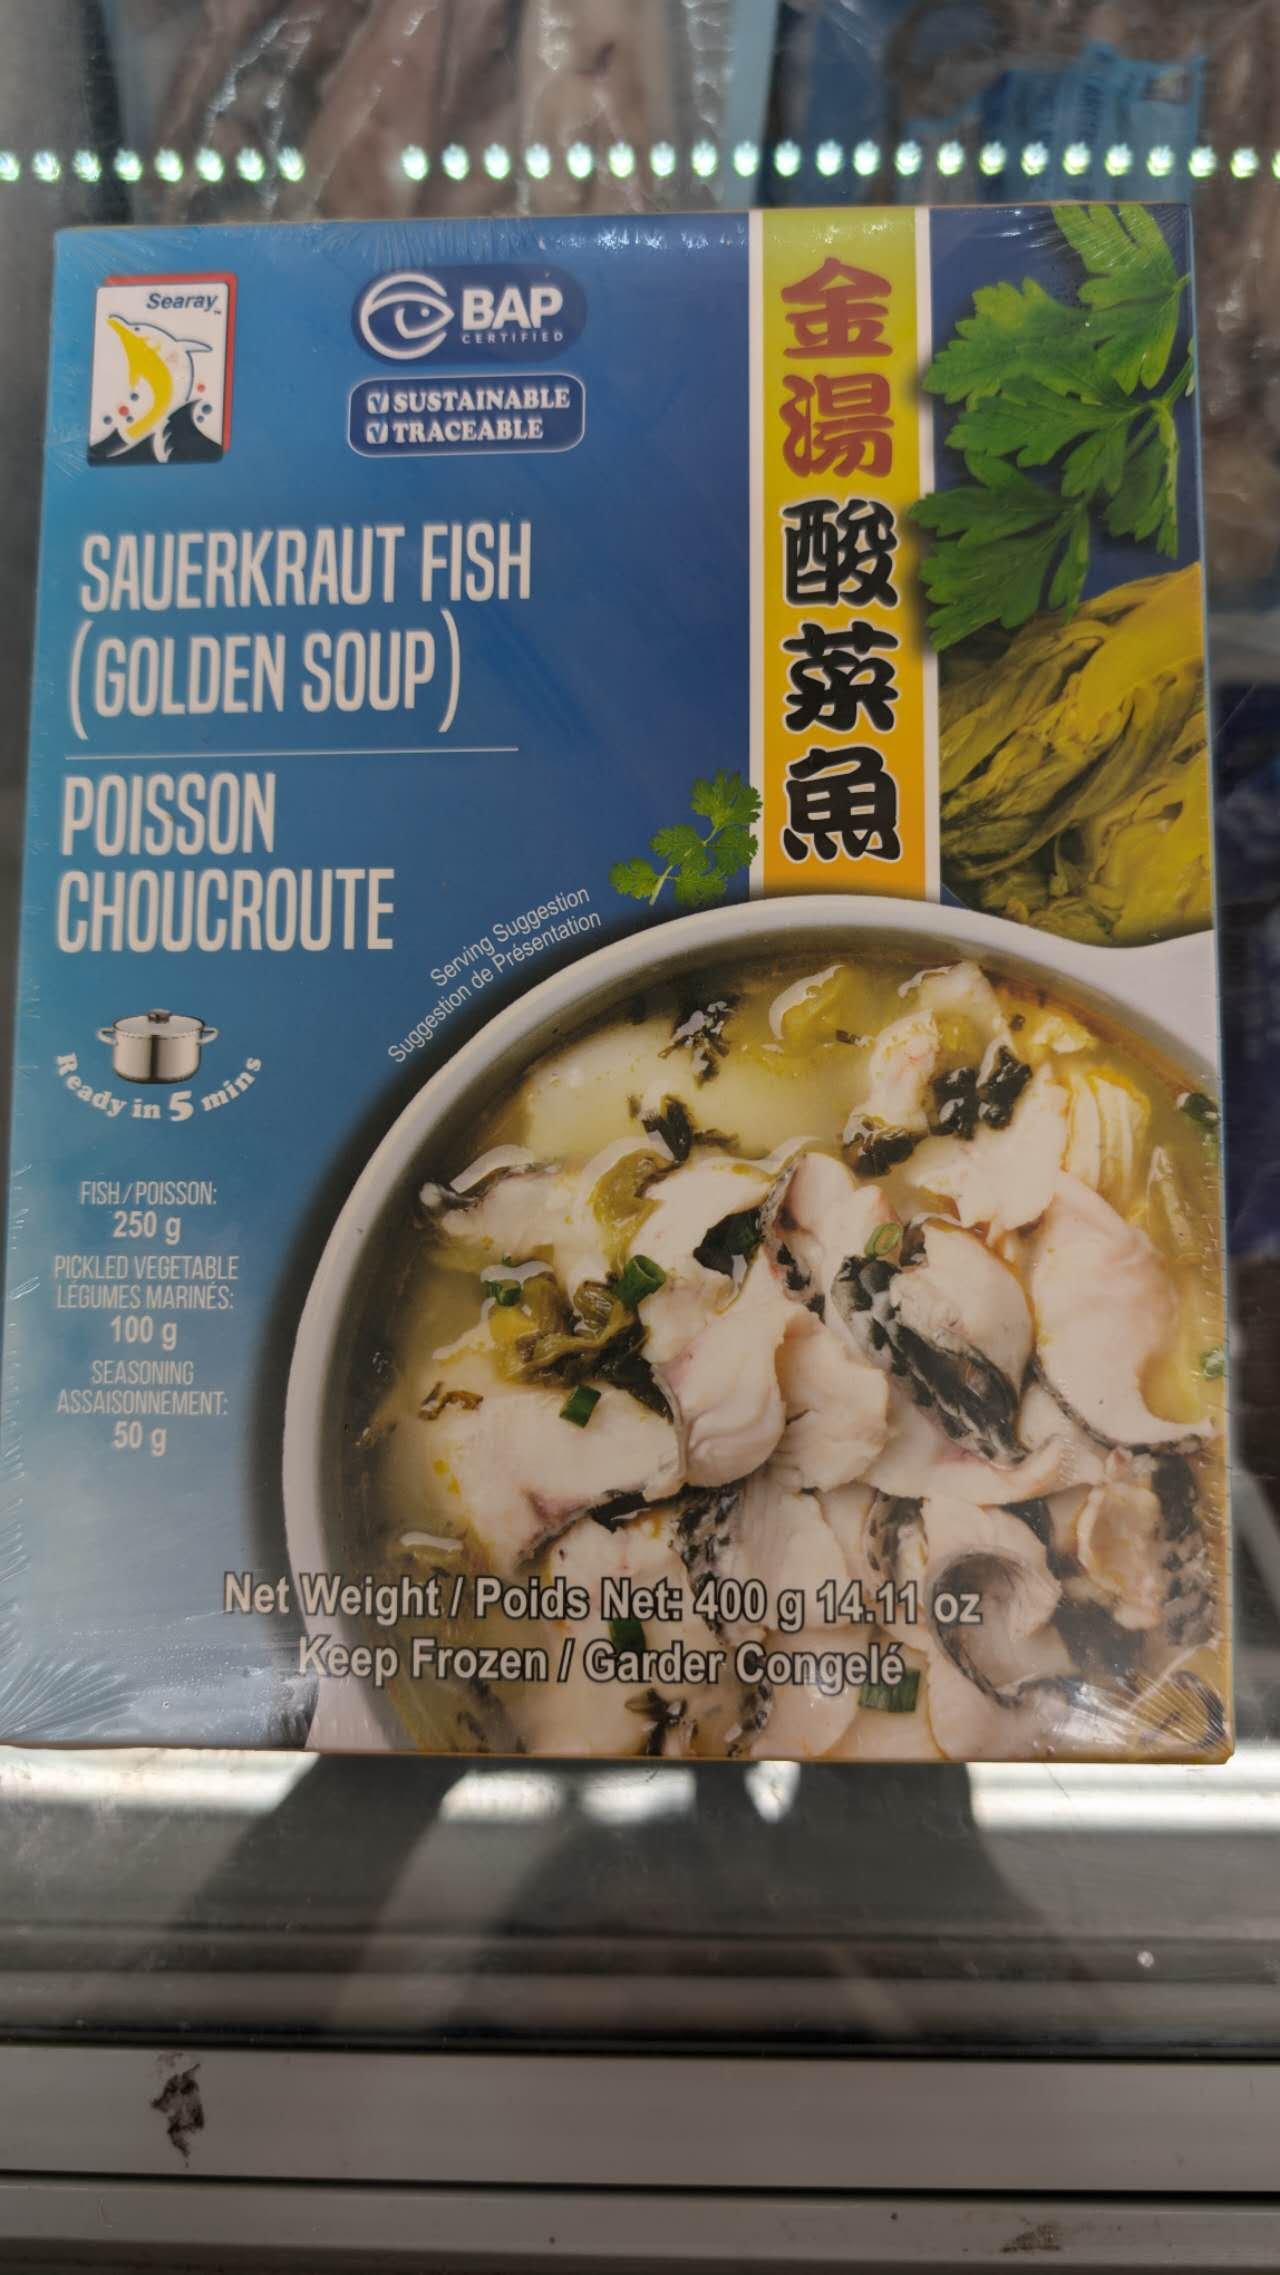 Searay™
BAP
CERTIFIED
SUSTAINABLE
TRACEABLE
金湯酸菜魚
SAUERKRAUT FISH
(GOLDEN SOUP)
POISSON
CHOUCROUTE
Serving Suggestion
Suggestion de Présentation
Ready in 5 mins
FISH / POISSON:
250 g
PICKLED VEGETABLE
LÉGUMES MARINÉS:
100 g
SEASONING
ASSAISONNEMENT:
50 g
Net Weight / Poids Net: 400 g 14.11 oz
Keep Frozen / Garder Congelé